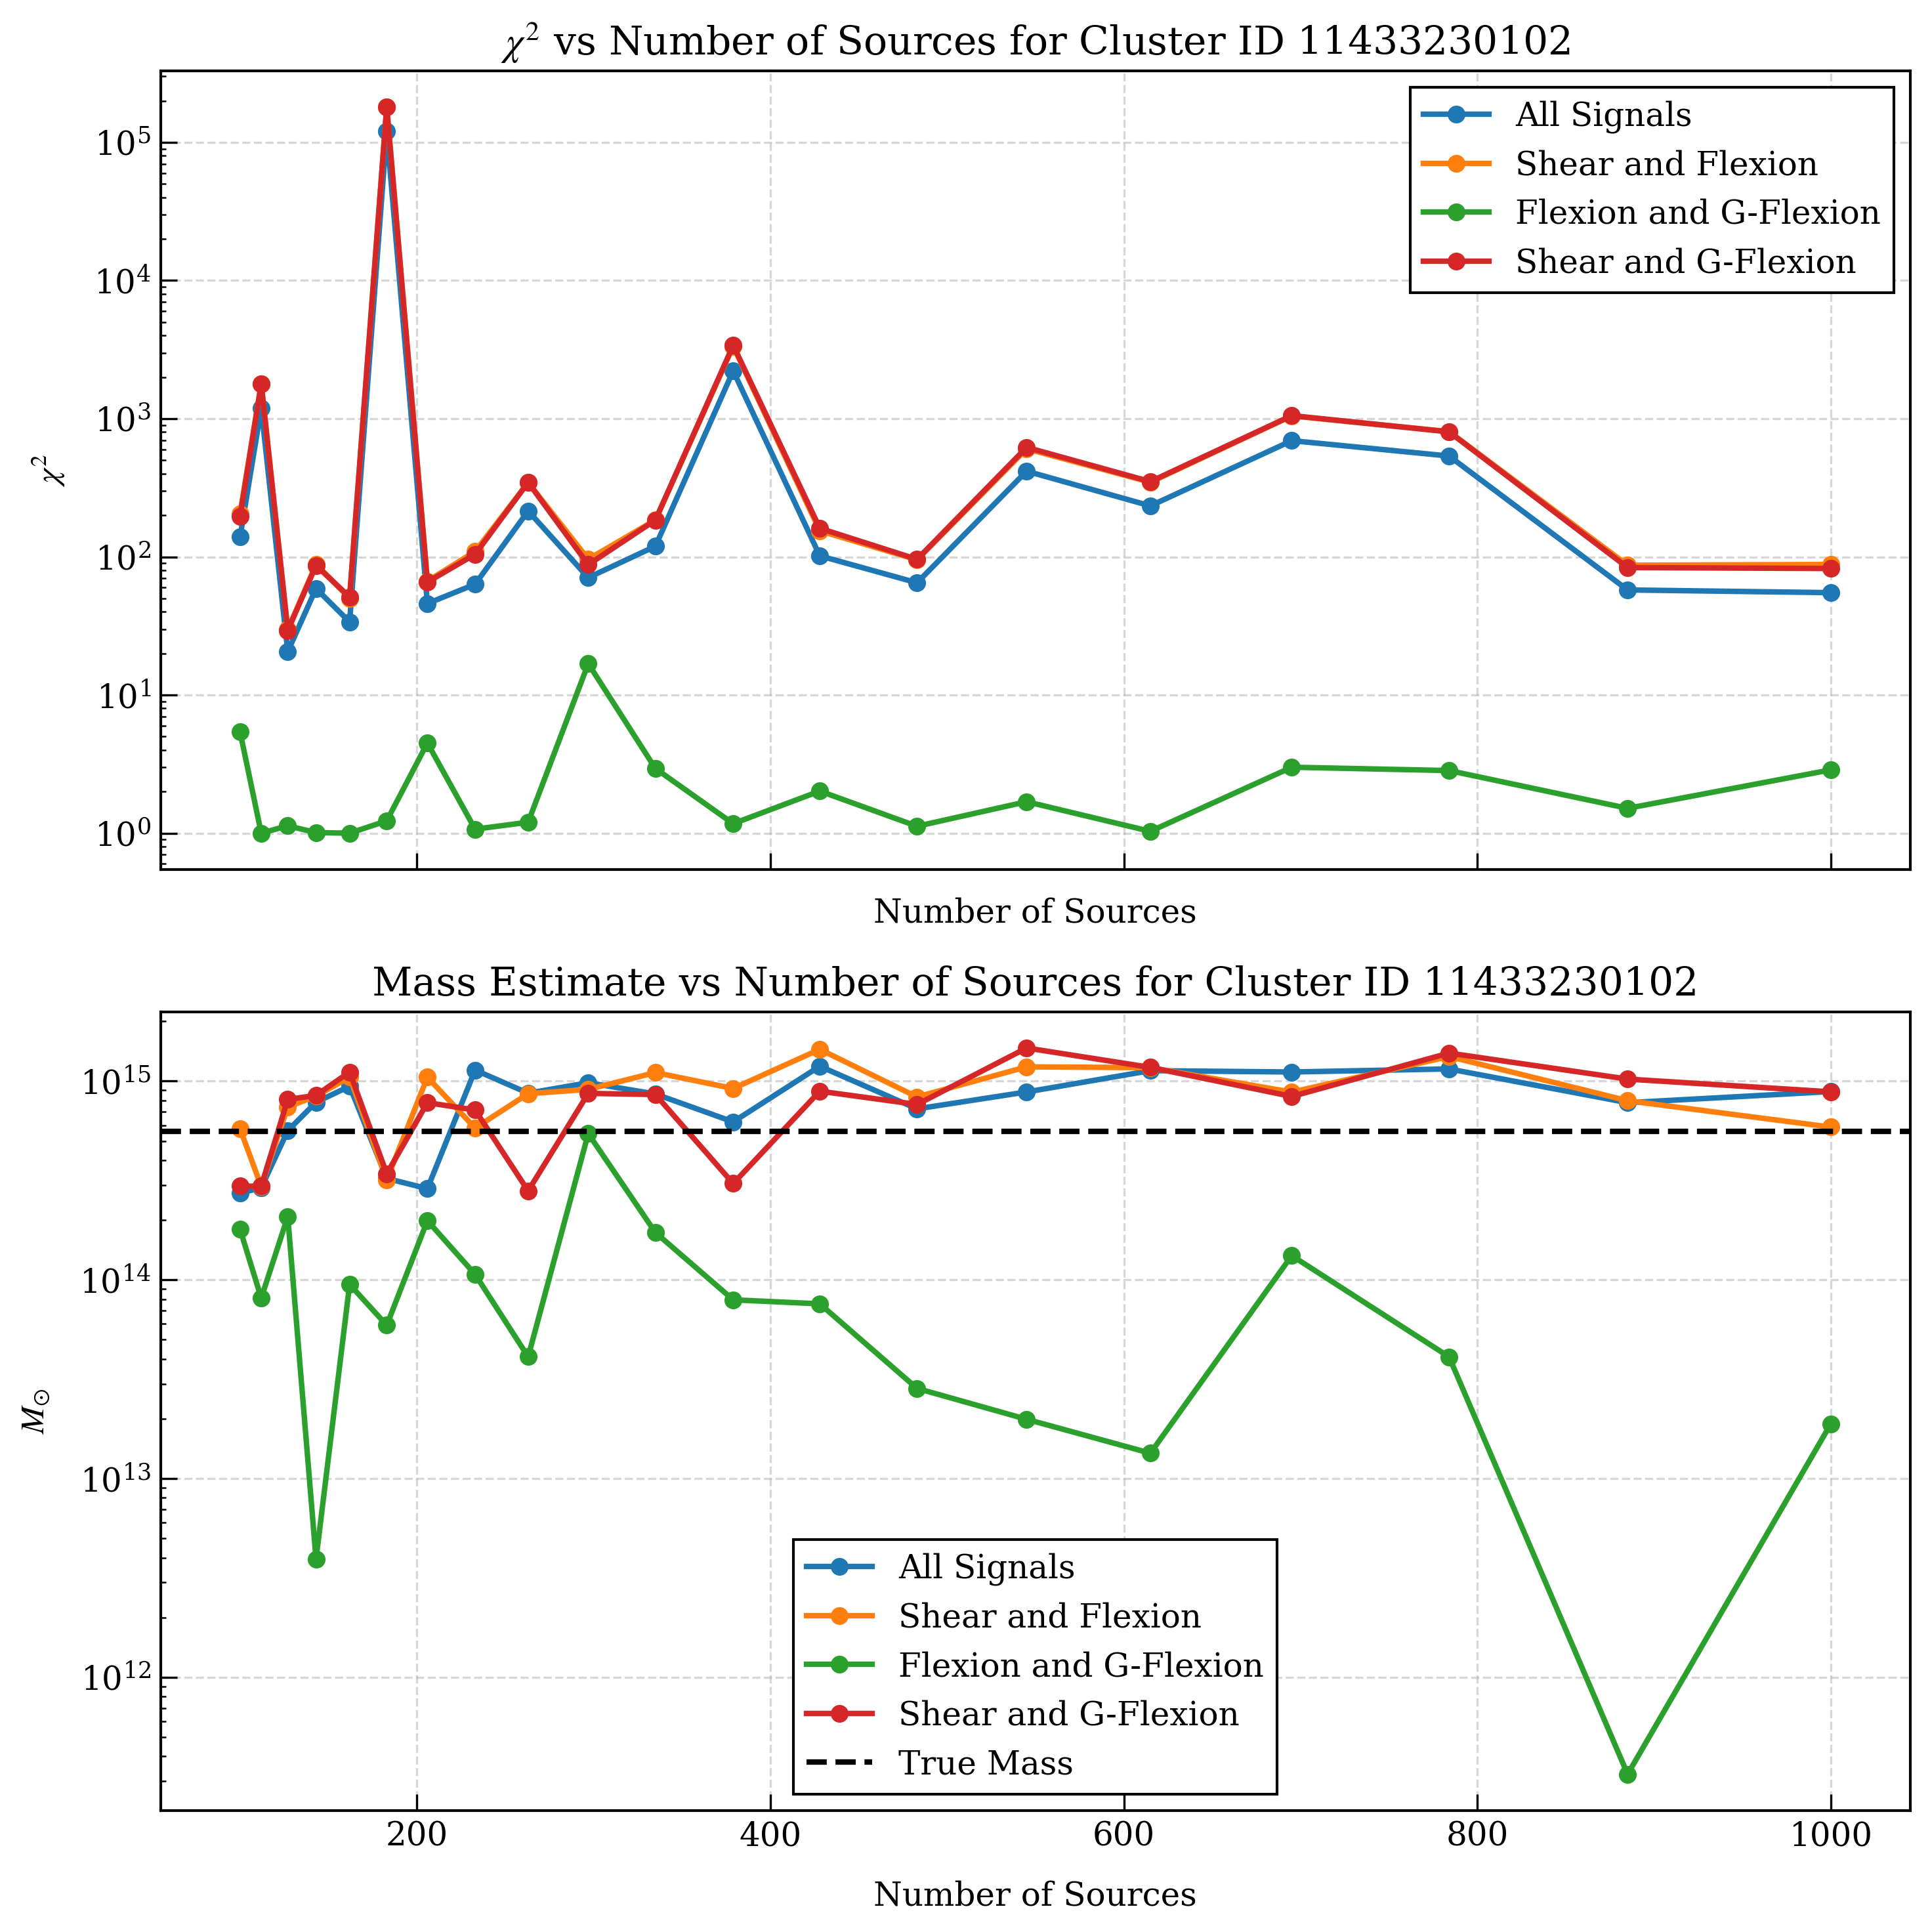 χ² vs Number of Sources for Cluster ID 11433230102
All Signals
Shear and Flexion
Flexion and G-Flexion
Shear and G-Flexion
10⁵
10⁴
10³
10²
10¹
10⁰
χ²
Number of Sources
Mass Estimate vs Number of Sources for Cluster ID 11433230102
10¹⁵
10¹⁴
10¹³
10¹²
M⊙
All Signals
Shear and Flexion
Flexion and G-Flexion
Shear and G-Flexion
True Mass
200 400 600 800 1000
Number of Sources